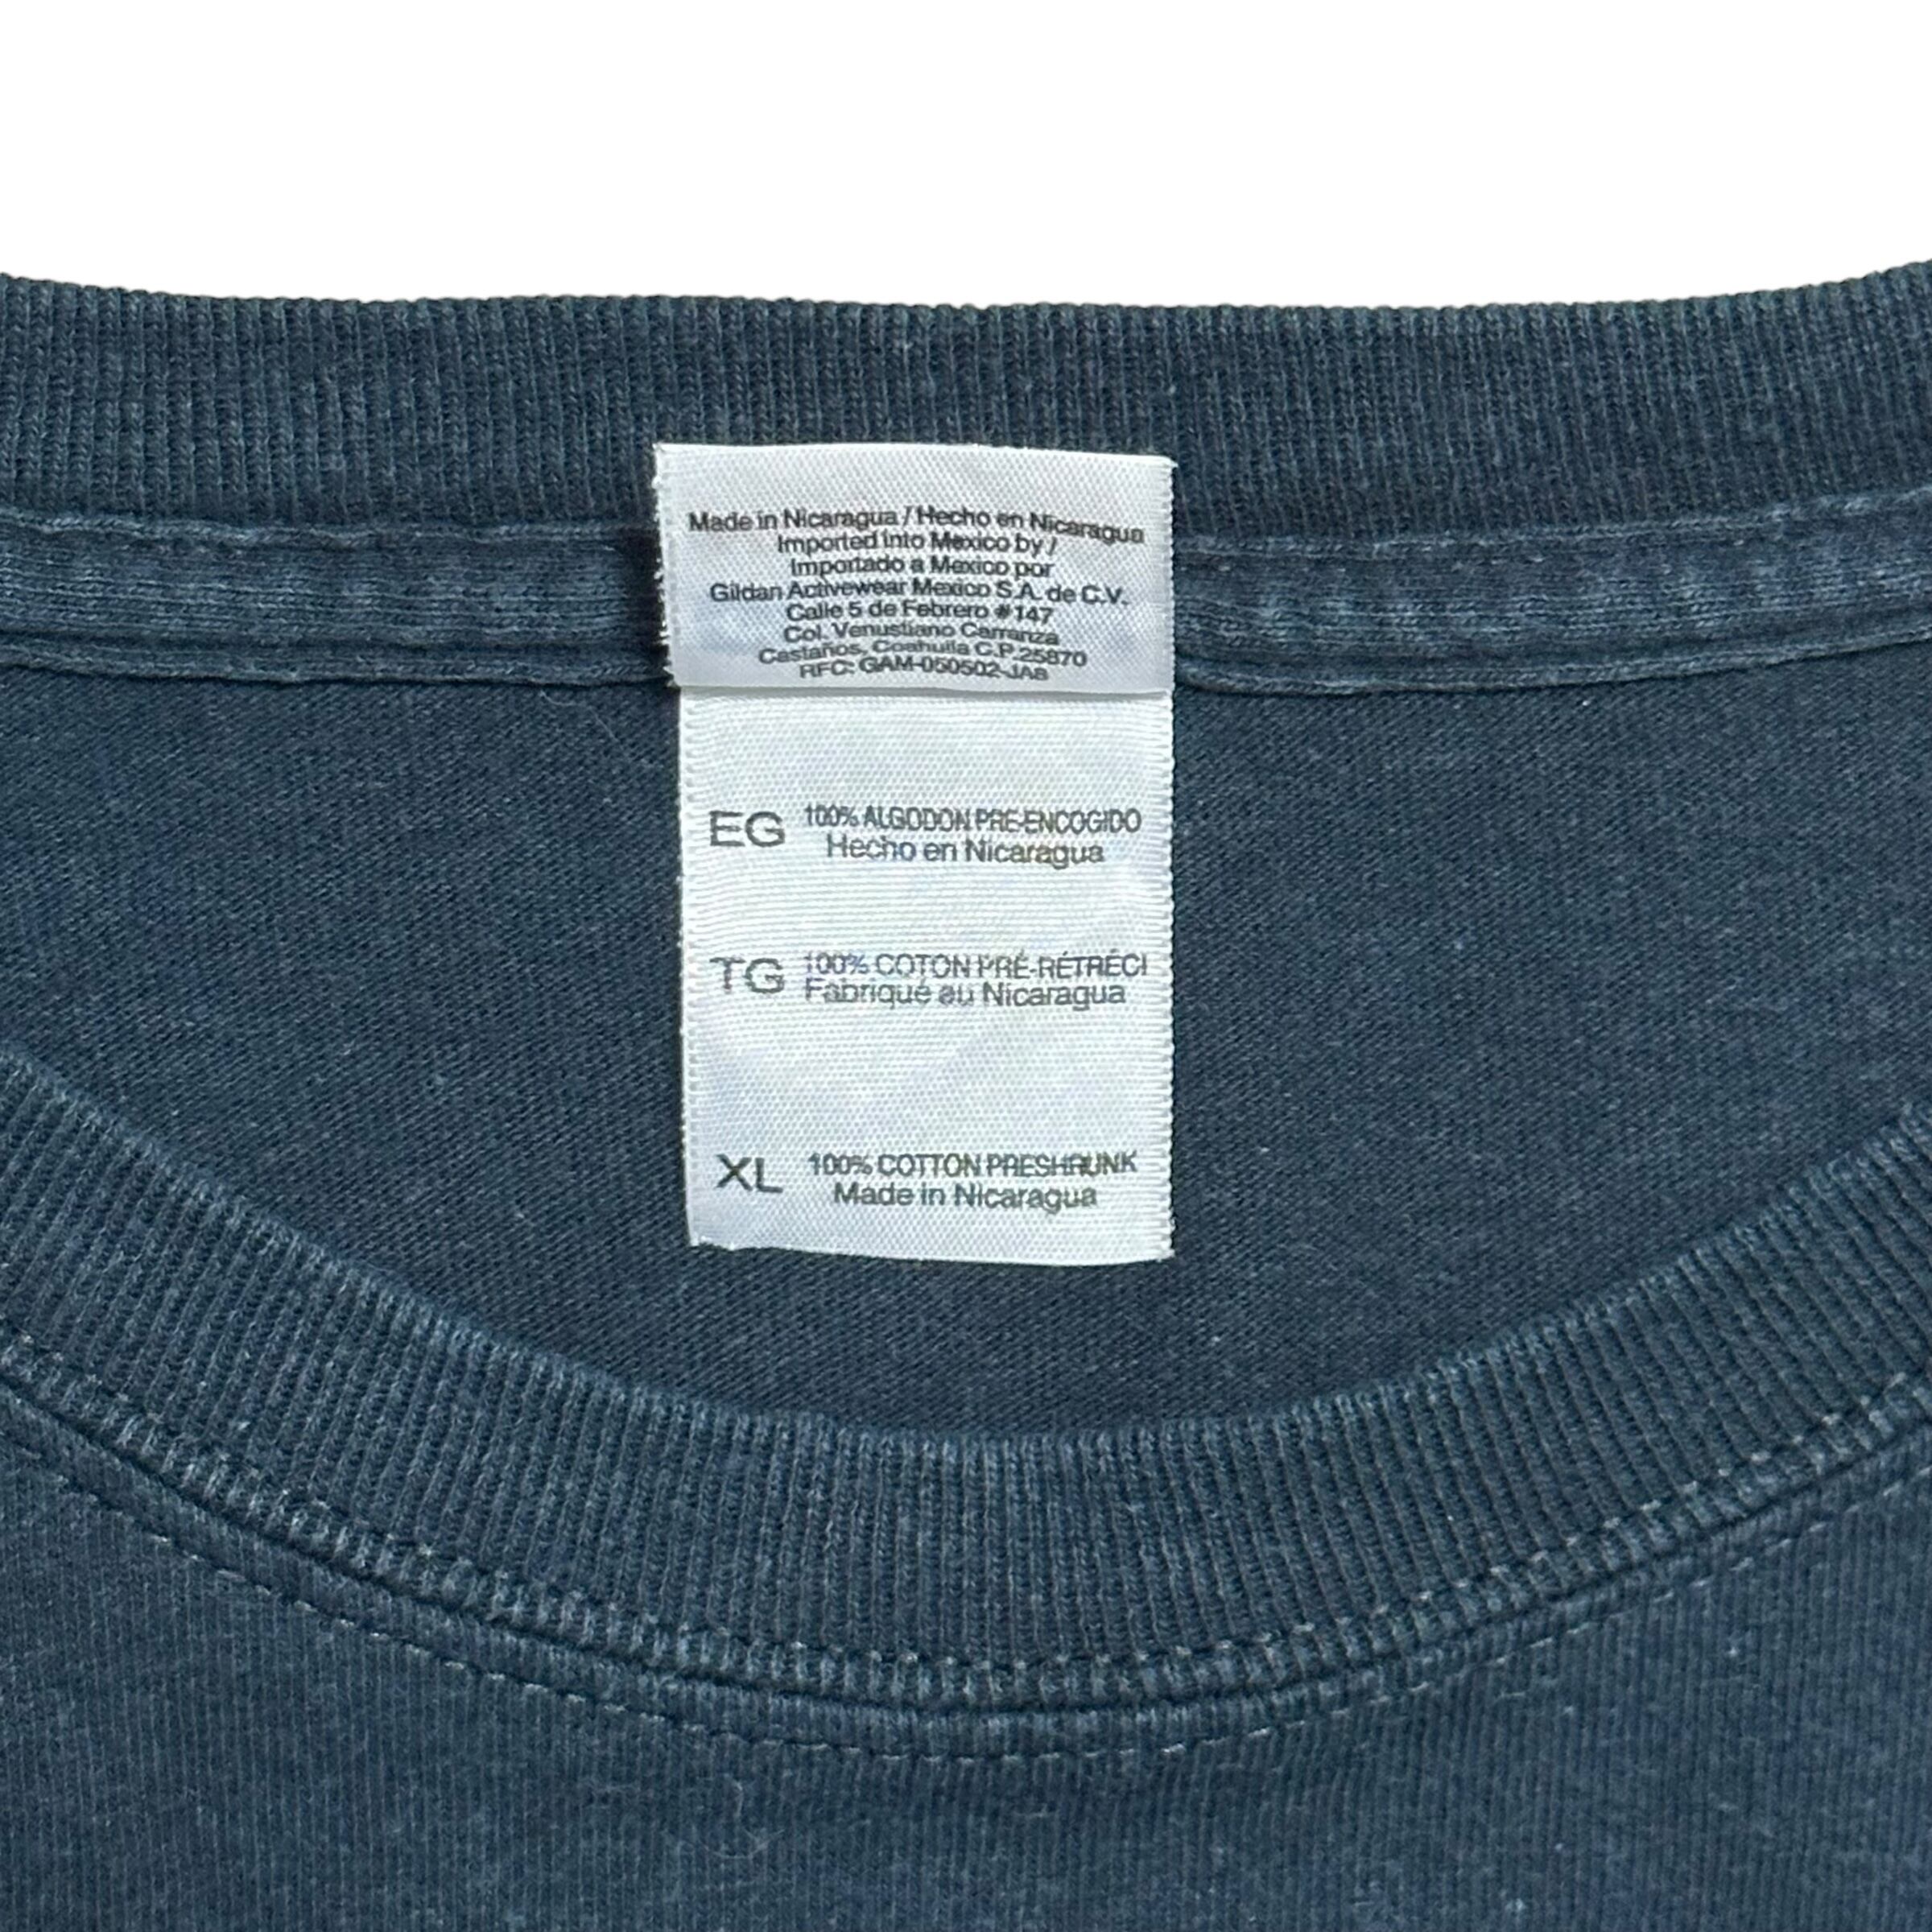 Made in Nicaragua / Hecho en Nicaragua
Imported into Mexico by /
Importado a Mexico por
Gildan Activewear Mexico S.A. de C.V.
Calle 5 de Febrero #147
Col. Venustiano Carranza
Castaños, Coahuila C.P. 25870
RFC: GAM-050502-JA8
EG 100% ALGODON PRE-ENCOGIDO
Hecho en Nicaragua
TG 100% COTON PRÉ-RÉTRÉCI
Fabriqué au Nicaragua
XL 100% COTTON PRESHRUNK
Made in Nicaragua